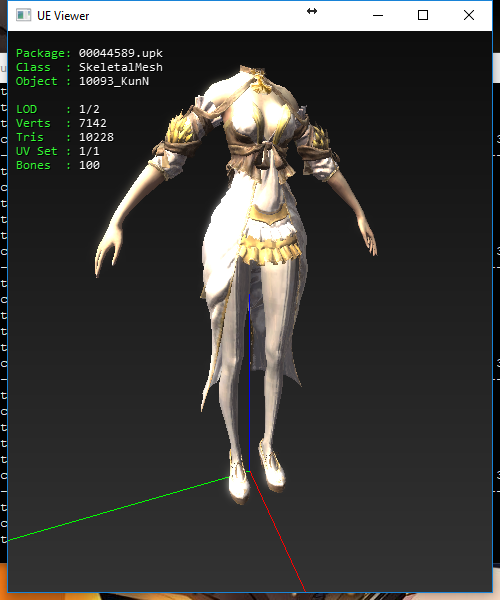 UE Viewer
Package: 00044589.upk
Class : SkeletalMesh
Object : 10093_KunN
LOD : 1/2
Verts : 7142
Tris : 10228
UV Set : 1/1
Bones : 100